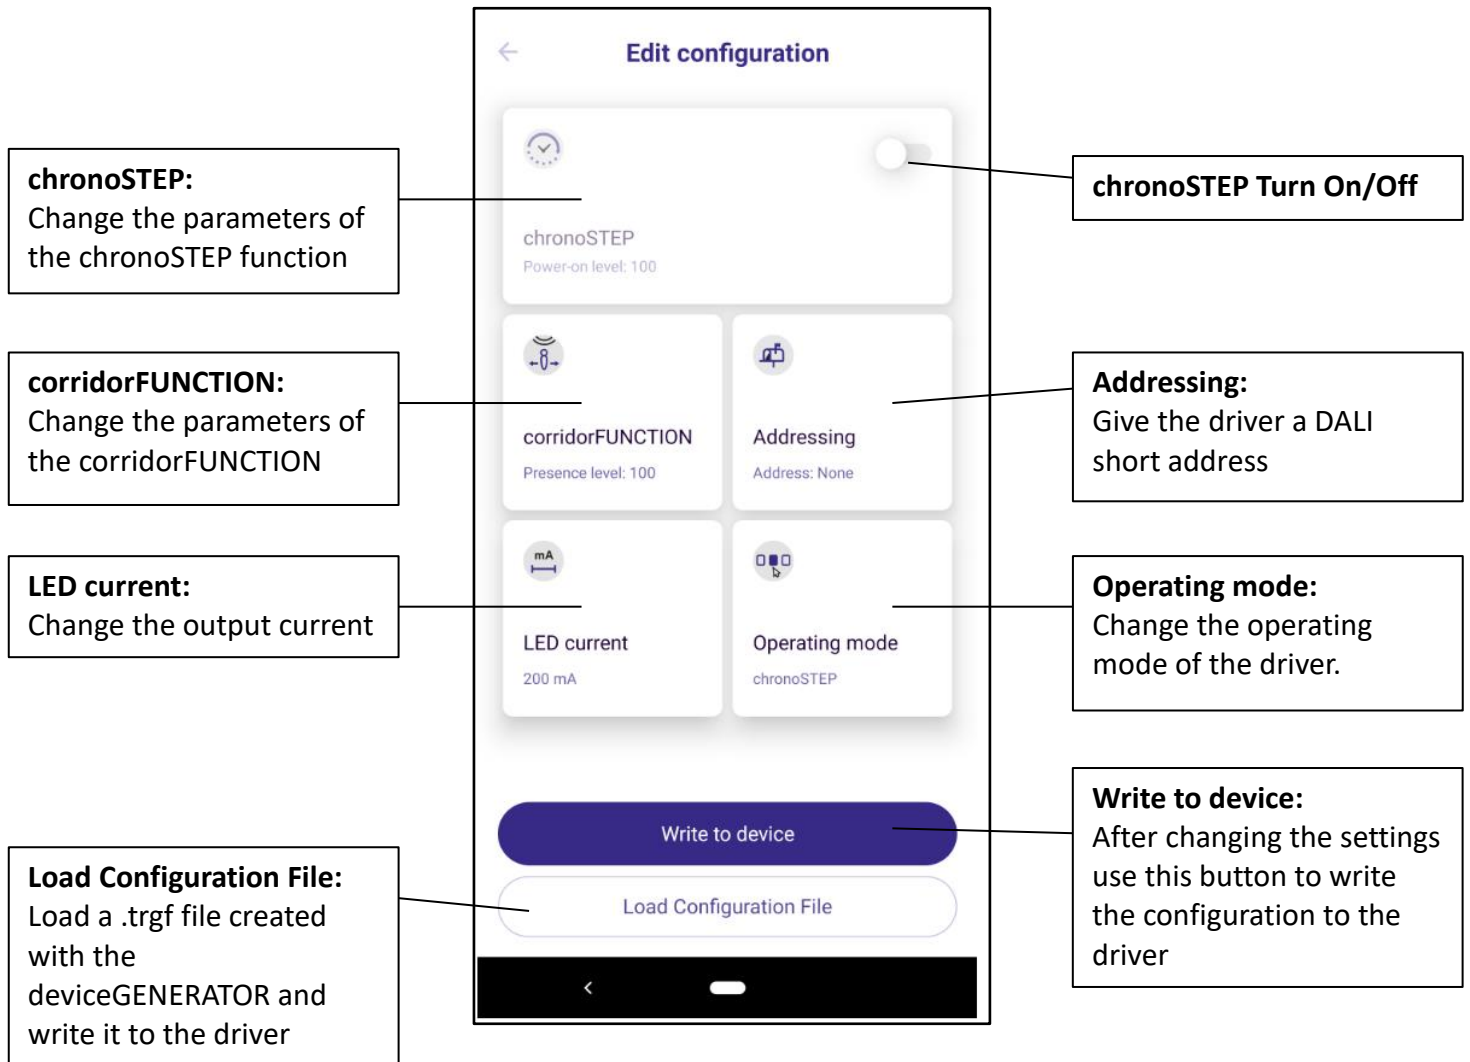 Edit configuration
chronoSTEP:
Change the parameters of
the chronoSTEP function
chronoSTEP
Power-on level: 100
chronoSTEP Turn On/Off
corridorFUNCTION:
Change the parameters of
the corridorFUNCTION
corridorFUNCTION
Presence level: 100
Addressing
Address: None
Addressing:
Give the driver a DALI
short address
LED current:
Change the output current
mA
LED current
200 mA
Operating mode
chronoSTEP
Operating mode:
Change the operating
mode of the driver.
Write to device
Write to device:
After changing the settings
use this button to write
the configuration to the
driver
Load Configuration File:
Load a .trgf file created
with the
deviceGENERATOR and
write it to the driver
Load Configuration File